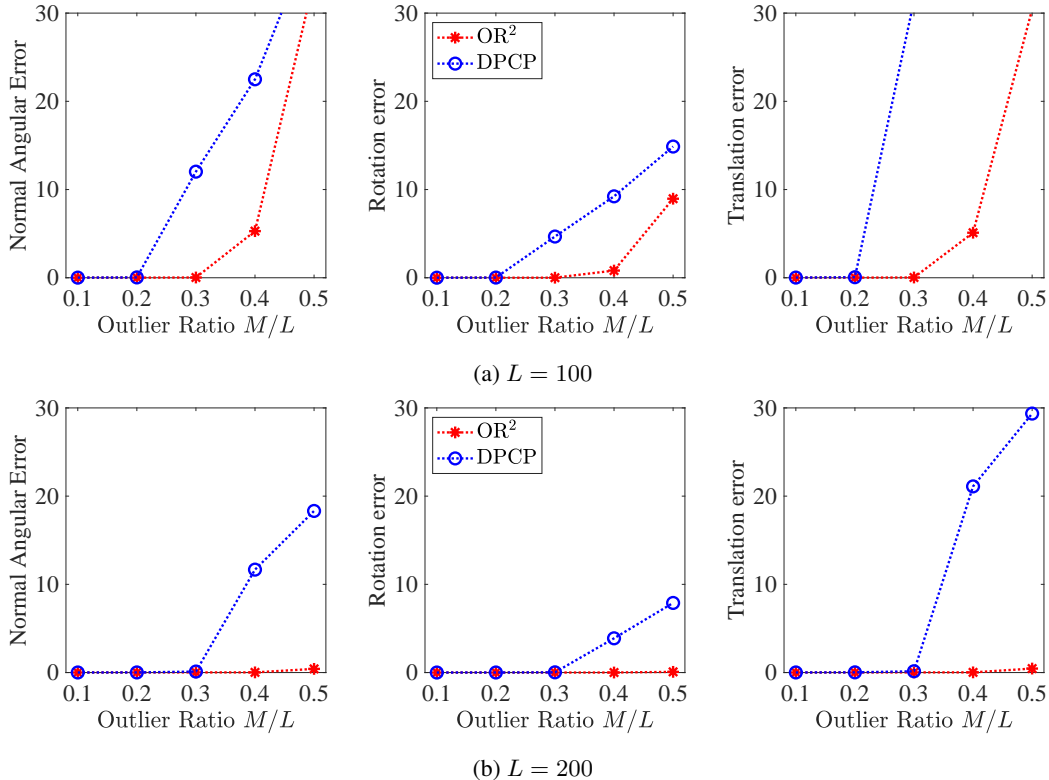 Normal Angular Error
30
20
10
0
0.1 0.2 0.3 0.4 0.5
Outlier Ratio M/L
Rotation error
30
20
10
0
OR²
DPCP
0.1 0.2 0.3 0.4 0.5
Outlier Ratio M/L
Translation error
30
20
10
0
0.1 0.2 0.3 0.4 0.5
Outlier Ratio M/L
(a) L = 100
Normal Angular Error
30
20
10
0
0.1 0.2 0.3 0.4 0.5
Outlier Ratio M/L
Rotation error
30
20
10
0
OR²
DPCP
0.1 0.2 0.3 0.4 0.5
Outlier Ratio M/L
Translation error
30
20
10
0
0.1 0.2 0.3 0.4 0.5
Outlier Ratio M/L
(b) L = 200